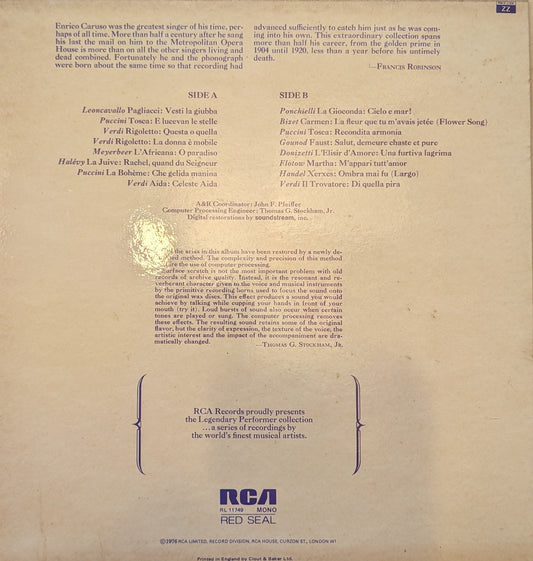 ZZ
Enrico Caruso was the greatest singer of his time, per-
haps of all time. More than half a century after he sang
his last the mail on him to the Metropolitan Opera
House is more than on all the other singers living and
dead combined. Fortunately he and the phonograph
were born about the same time so that recording had
advanced sufficiently to catch him just as he was com-
ing into his own. This extraordinary collection spans
more than half his career, from the golden prime in
1904 until 1920, less than a year before his untimely
death.
—FRANCIS ROBINSON
SIDE A
Leoncavallo Pagliacci: Vesti la giubba
Puccini Tosca: E lucevan le stelle
Verdi Rigoletto: Questa o quella
Verdi Rigoletto: La donna è mobile
Meyerbeer L'Africana: O paradiso
Halévy La Juive: Rachel, quand du Seigneur
Puccini La Bohème: Che gelida manina
Verdi Aida: Celeste Aida
SIDE B
Ponchielli La Gioconda: Cielo e mar!
Bizet Carmen: La fleur que tu m'avais jetée (Flower Song)
Puccini Tosca: Recondita armonia
Gounod Faust: Salut, demeure chaste et pure
Donizetti L'Elisir d'Amore: Una furtiva lagrima
Flotow Martha: M'apparì tutt'amor
Handel Xerxes: Ombra mai fu (Largo)
Verdi Il Trovatore: Di quella pira
A&R Coordinator: John F. Pfeiffer
Computer Processing Engineer: Thomas G. Stockham, Jr.
Digital restorations by soundstream, inc.
the arias in this album have been restored by a newly de-
method. The complexity and precision of this method
the use of computer processing.
Surface scratch is not the most important problem with old
records of archive quality. Instead, it is the resonant and re-
verberant character given to the voice and musical instruments
by the primitive recording horns used to focus the sound onto
the original wax discs. This effect produces a sound you would
achieve by talking while cupping your hands in front of your
mouth (try it). Loud bursts of sound also occur when certain
tones are played or sung. The computer processing removes
these effects. The resulting sound retains some of the original
flavor, but the clarity of expression, the texture of the voice, the
artistic interest and the impact of the accompaniment are dra-
matically changed.
—THOMAS G. STOCKHAM, JR.
RCA Records proudly presents
the Legendary Performer collection
...a series of recordings by
the world's finest musical artists.
RCA
RL 11749 MONO
RED SEAL
©1976 RCA LIMITED, RECORD DIVISION, RCA HOUSE, CURZON ST., LONDON W1
Printed in England by Clout & Baker Ltd.